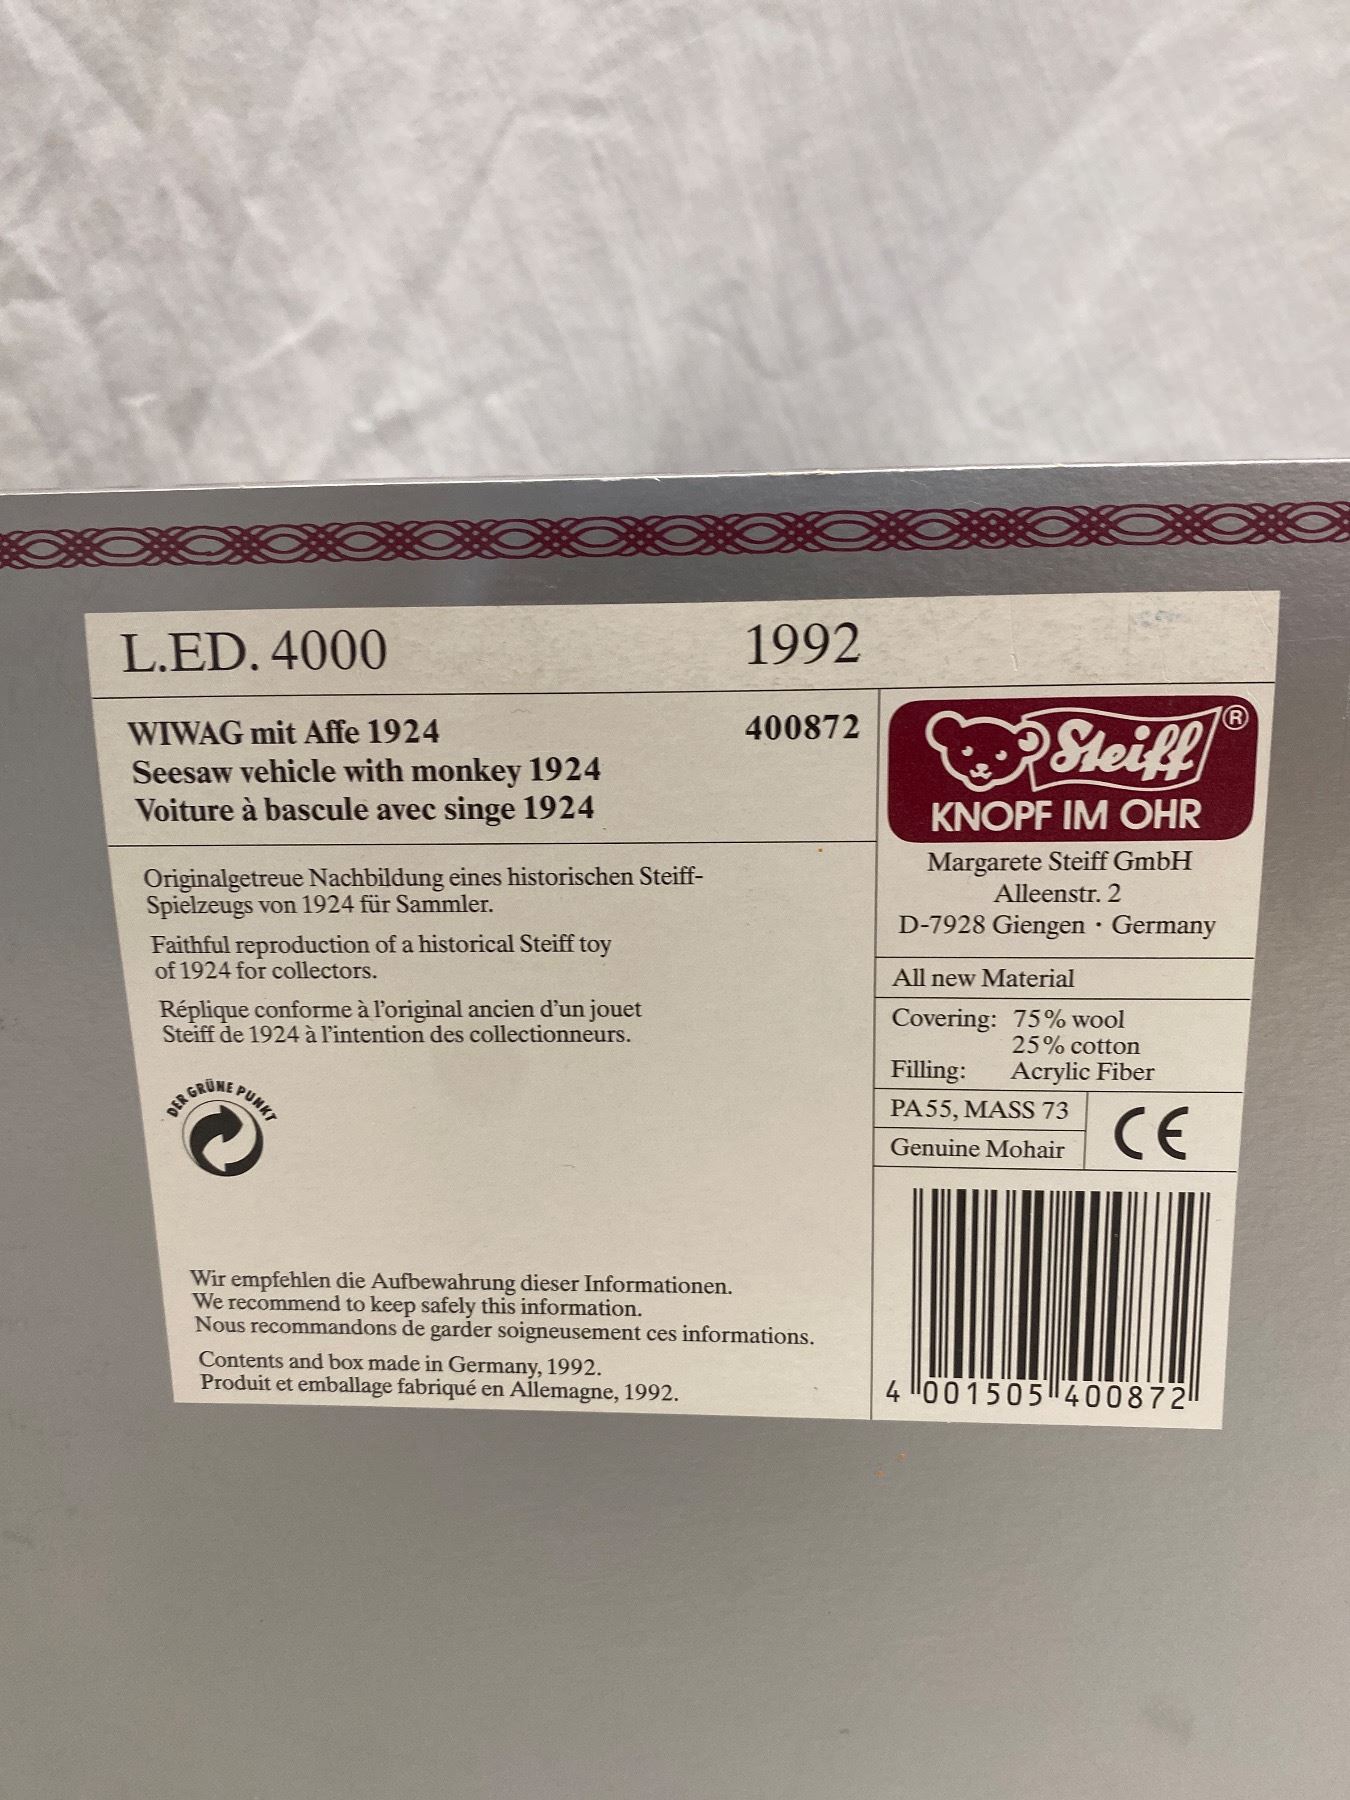 L.ED. 4000 1992
WIWAG mit Affe 1924 400872
Seesaw vehicle with monkey 1924
Voiture à bascule avec singe 1924
Originalgetreue Nachbildung eines historischen Steiff-
Spielzeugs von 1924 für Sammler.
Faithful reproduction of a historical Steiff toy
of 1924 for collectors.
Réplique conforme à l'original ancien d'un jouet
Steiff de 1924 à l'intention des collectionneurs.
DER GRÜNE PUNKT
Wir empfehlen die Aufbewahrung dieser Informationen.
We recommend to keep safely this information.
Nous recommandons de garder soigneusement ces informations.
Contents and box made in Germany, 1992.
Produit et emballage fabriqué en Allemagne, 1992.
Steiff ®
KNOPF IM OHR
Margarete Steiff GmbH
Alleenstr. 2
D-7928 Giengen · Germany
All new Material
Covering: 75% wool
25% cotton
Filling: Acrylic Fiber
PA 55, MASS 73
Genuine Mohair
CE
4 001505 400872